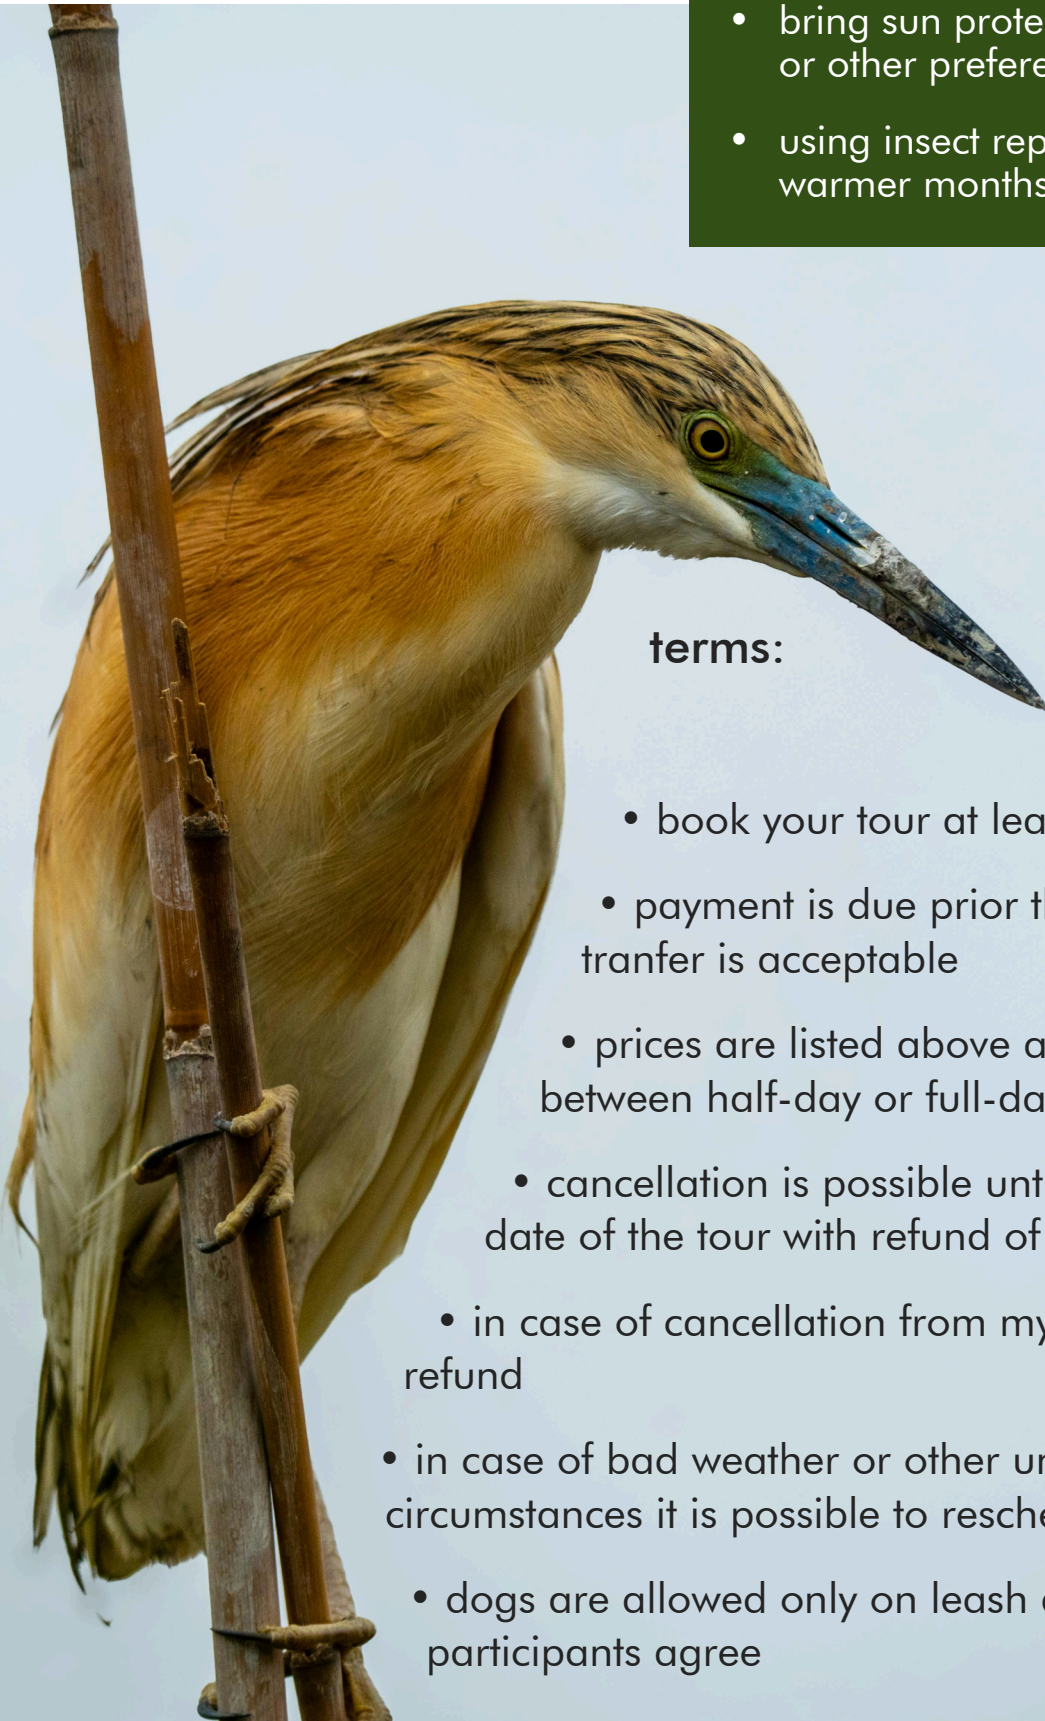 • bring sun prote
or other prefere
• using insect rep
warmer months
terms:
• book your tour at lea
• payment is due prior t
tranfer is acceptable
• prices are listed above a
between half-day or full-da
• cancellation is possible unt
date of the tour with refund of
• in case of cancellation from my
refund
• in case of bad weather or other un
circumstances it is possible to resche
• dogs are allowed only on leash
participants agree